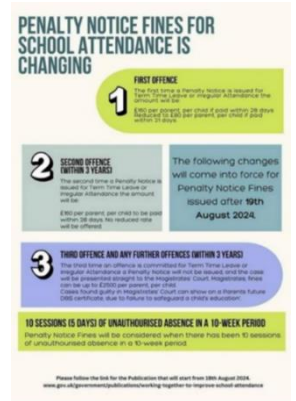 PENALTY NOTICE FINES FOR
SCHOOL ATTENDANCE IS
CHANGING
1
FIRST OFFENCE
The first time a Penalty Notice is issued for
Term Time Leave or Irregular Attendance the
amount will be:
£160 per parent, per child if paid within 28 days
Reduced to £80 per parent, per child if paid
within 21 days.
2
SECOND OFFENCE
(WITHIN 3 YEARS)
The second time a Penalty Notice is
issued for Term Time Leave or
Irregular Attendance the amount
will be:
£160 per parent, per child to be paid
within 28 days. No reduced rate
will be offered.
The following changes
will come into force for
Penalty Notice Fines
issued after 19th
August 2024.
3
THIRD OFFENCE AND ANY FURTHER OFFENCES (WITHIN 3 YEARS)
The third time an offence is committed for Term Time Leave or
Irregular Attendance a Penalty Notice will not be issued, and the case
will be presented straight to the Magistrates' Court. Magistrates' fines
can be up to £2500 per parent, per child.
Cases found guilty in Magistrates' Court can show on a Parents future
DBS certificate, due to 'failure to safeguard a child's education'.
10 SESSIONS (5 DAYS) OF UNAUTHORISED ABSENCE IN A 10-WEEK PERIOD
Penalty Notice Fines will be considered when there has been 10 sessions
of unauthorised absence in a 10-week period.
Please follow the link for the Publication that will start from 19th August 2024.
www.gov.uk/government/publications/working-together-to-improve-school-attendance